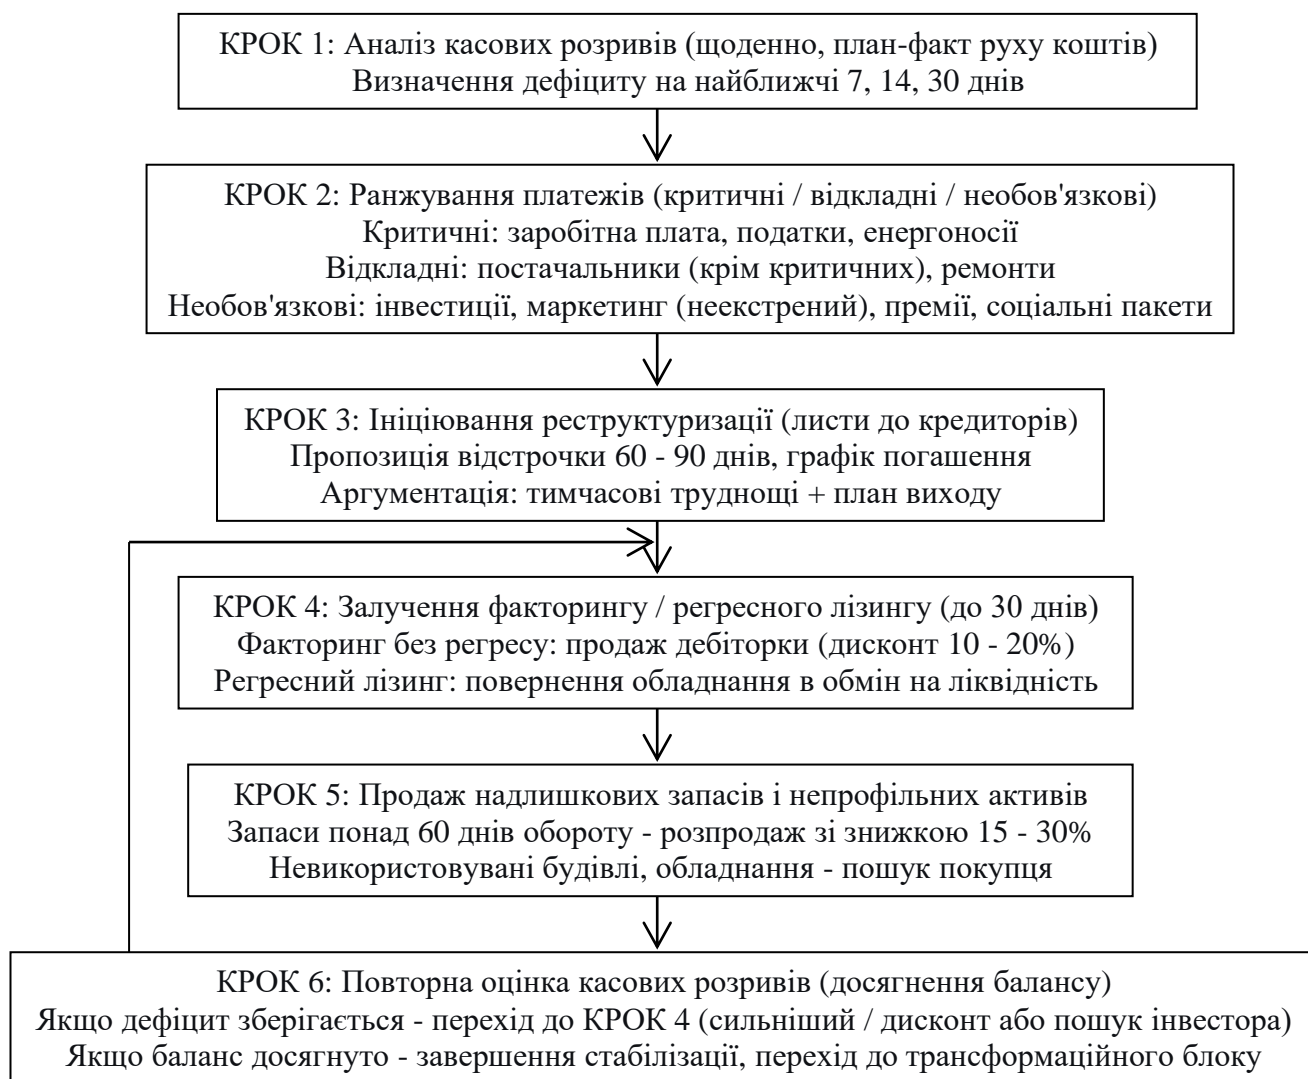 КРОК 1: Аналіз касових розривів (щоденно, план-факт руху коштів)
Визначення дефіциту на найближчі 7, 14, 30 днів
КРОК 2: Ранжування платежів (критичні / відкладні / необов'язкові)
Критичні: заробітна плата, податки, енергоносії
Відкладні: постачальники (крім критичних), ремонти
Необов'язкові: інвестиції, маркетинг (неекстрений), премії, соціальні пакети
КРОК 3: Ініціювання реструктуризації (листи до кредиторів)
Пропозиція відстрочки 60 - 90 днів, графік погашення
Аргументація: тимчасові труднощі + план виходу
КРОК 4: Залучення факторингу / регресного лізингу (до 30 днів)
Факторинг без регресу: продаж дебіторки (дисконт 10 - 20%)
Регресний лізинг: повернення обладнання в обмін на ліквідність
КРОК 5: Продаж надлишкових запасів і непрофільних активів
Запаси понад 60 днів обороту - розпродаж зі знижкою 15 - 30%
Невикористовувані будівлі, обладнання - пошук покупця
КРОК 6: Повторна оцінка касових розривів (досягнення балансу)
Якщо дефіцит зберігається - перехід до КРОК 4 (сильніший / дисконт або пошук інвестора)
Якщо баланс досягнуто - завершення стабілізації, перехід до трансформаційного блоку